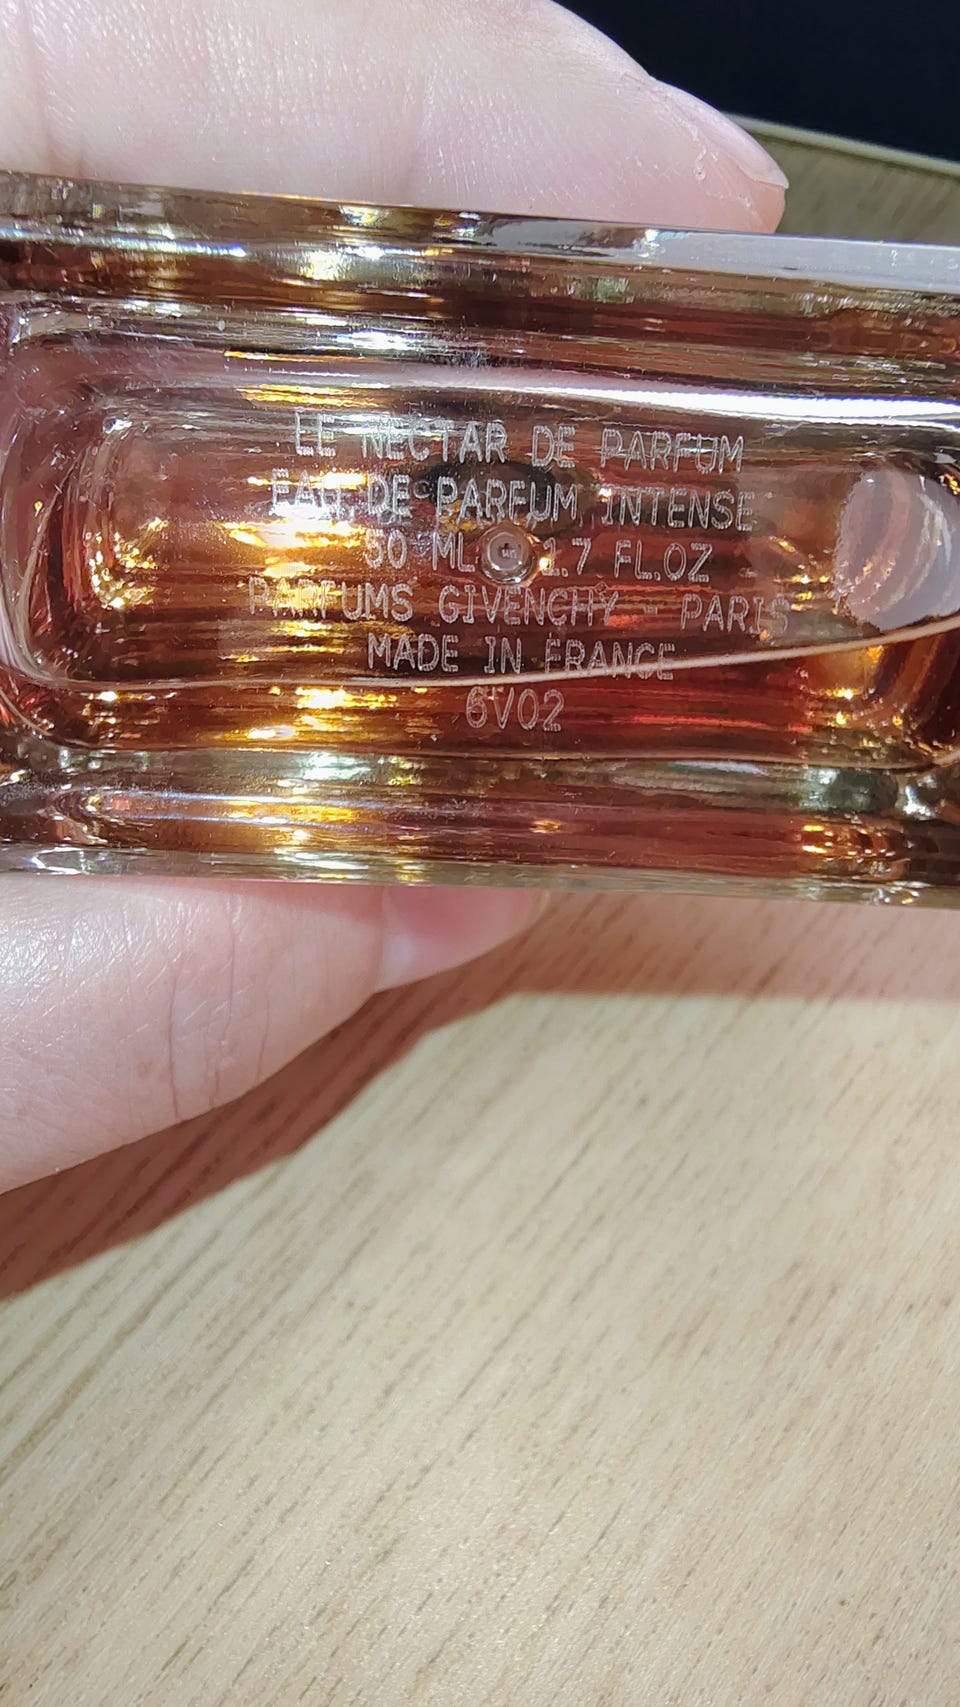 LE NECTAR DE PARFUM
EAU DE PARFUM INTENSE
50 ML 1.7 FL.OZ
PARFUMS GIVENCHY - PARIS
MADE IN FRANCE
6V02